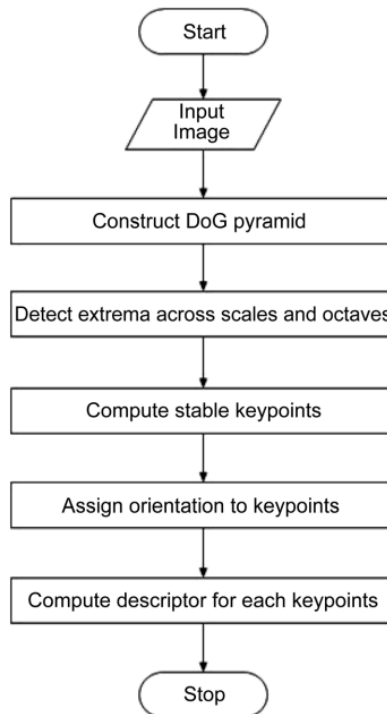 Start
Input
Image
Construct DoG pyramid
Detect extrema across scales and octaves
Compute stable keypoints
Assign orientation to keypoints
Compute descriptor for each keypoints
Stop